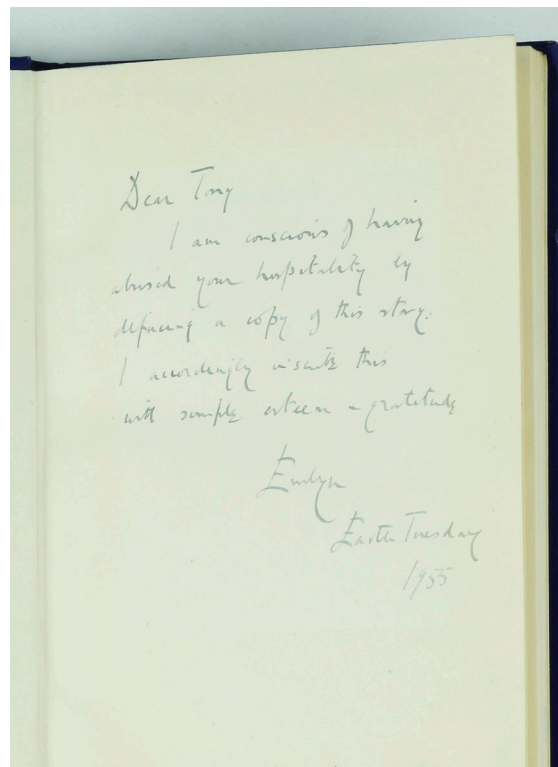 Dear Tony
I am conscious of having
abused your hospitality by
defacing a copy of this story.
I accordingly inscribe this
with simple esteem & gratitude
Evelyn
Easter Tuesday
1955